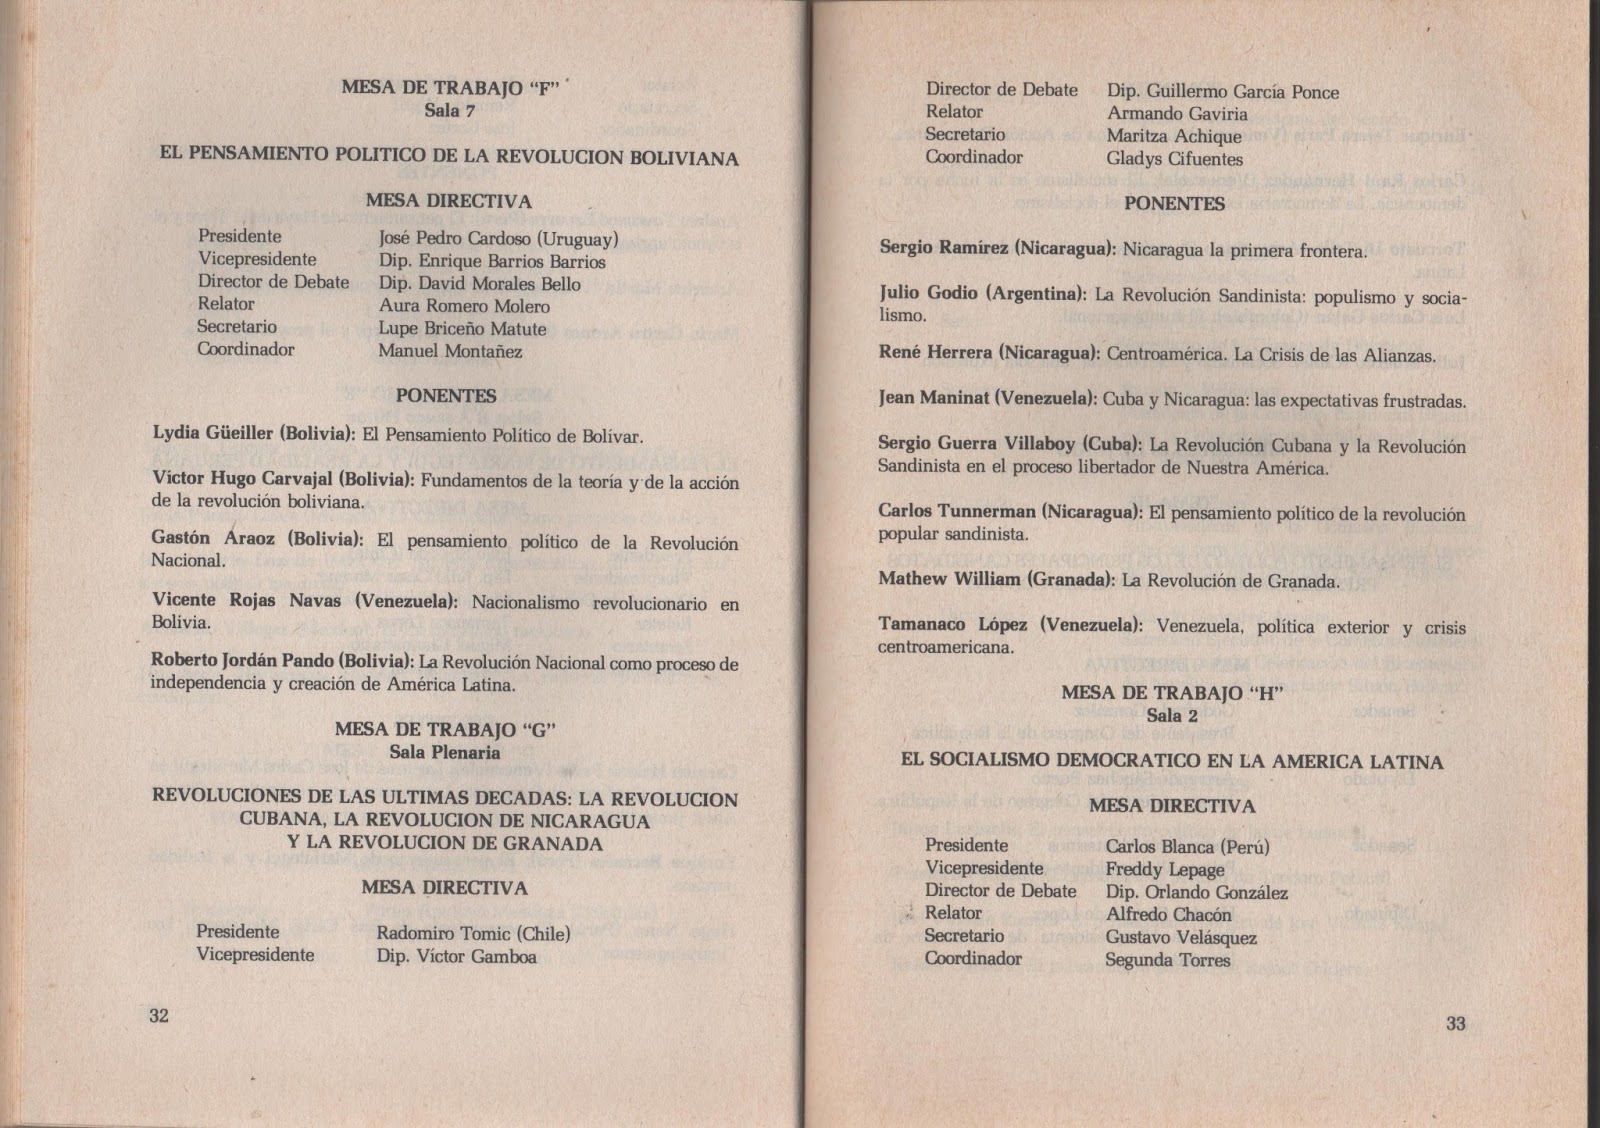 MESA DE TRABAJO “F”
Sala 7
EL PENSAMIENTO POLITICO DE LA REVOLUCION BOLIVIANA
MESA DIRECTIVA
Presidente José Pedro Cardoso (Uruguay)
Vicepresidente Dip. Enrique Barrios Barrios
Director de Debate Dip. David Morales Bello
Relator Aura Romero Molero
Secretario Lupe Briceño Matute
Coordinador Manuel Montañez
PONENTES
Lydia Güeiller (Bolivia): El Pensamiento Político de Bolívar.
Víctor Hugo Carvajal (Bolivia): Fundamentos de la teoría y de la acción
de la revolución boliviana.
Gastón Araoz (Bolivia): El pensamiento político de la Revolución
Nacional.
Vicente Rojas Navas (Venezuela): Nacionalismo revolucionario en
Bolivia.
Roberto Jordán Pando (Bolivia): La Revolución Nacional como proceso de
independencia y creación de América Latina.
MESA DE TRABAJO “G”
Sala Plenaria
REVOLUCIONES DE LAS ULTIMAS DECADAS: LA REVOLUCION
CUBANA, LA REVOLUCION DE NICARAGUA
Y LA REVOLUCION DE GRANADA
MESA DIRECTIVA
Presidente Radomiro Tomic (Chile)
Vicepresidente Dip. Víctor Gamboa
32
Director de Debate Dip. Guillermo García Ponce
Relator Armando Gaviria
Secretario Maritza Achique
Coordinador Gladys Cifuentes
PONENTES
Sergio Ramírez (Nicaragua): Nicaragua la primera frontera.
Julio Godio (Argentina): La Revolución Sandinista: populismo y socia-
lismo.
René Herrera (Nicaragua): Centroamérica. La Crisis de las Alianzas.
Jean Maninat (Venezuela): Cuba y Nicaragua: las expectativas frustradas.
Sergio Guerra Villaboy (Cuba): La Revolución Cubana y la Revolución
Sandinista en el proceso libertador de Nuestra América.
Carlos Tunnerman (Nicaragua): El pensamiento político de la revolución
popular sandinista.
Mathew William (Granada): La Revolución de Granada.
Tamanaco López (Venezuela): Venezuela, política exterior y crisis
centroamericana.
MESA DE TRABAJO “H”
Sala 2
EL SOCIALISMO DEMOCRATICO EN LA AMERICA LATINA
MESA DIRECTIVA
Presidente Carlos Blanca (Perú)
Vicepresidente Freddy Lepage
Director de Debate Dip. Orlando González
Relator Alfredo Chacón
Secretario Gustavo Velásquez
Coordinador Segunda Torres
33